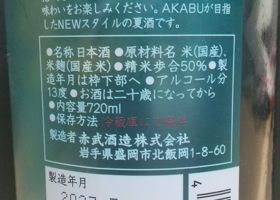 味わいをお楽しみください。AKABUが目指
したNEWスタイルの夏酒です。
●名称日本酒 ●原材料名 米(国産)、
米麹(国産米) ●精米歩合50% ●製
造年月は枠下部へ ●アルコール分
13度 ●お酒は二十歳になってから
●内容量720ml
●保存方法 冷蔵庫にて保存
製造者赤武酒造株式会社
岩手県盛岡市北飯岡1-8-60
製造年月
4